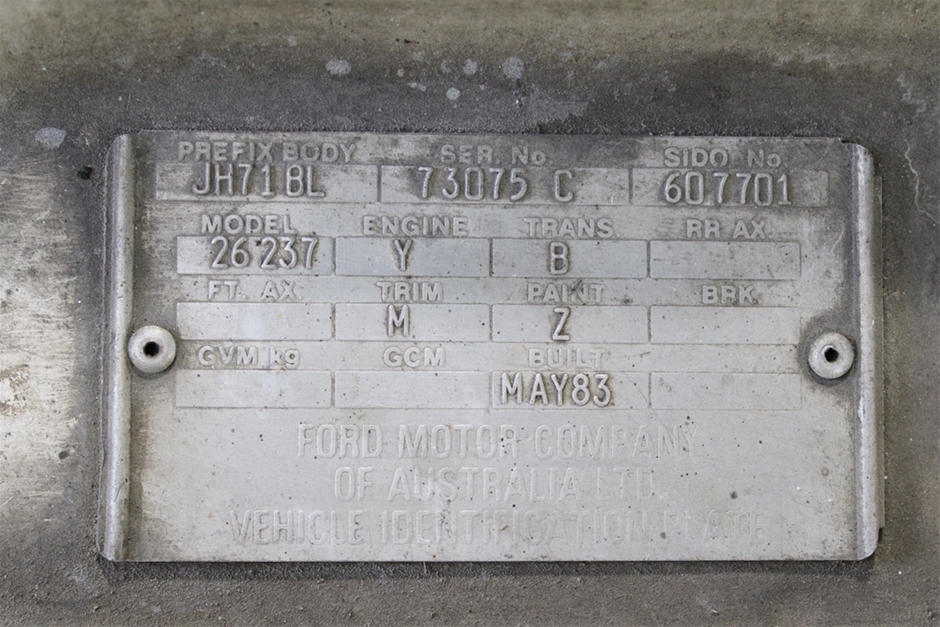 PREFIX BODY SER. No. SIDO No.
JH71BL 73075 C 607701
MODEL ENGINE TRANS. RR AX.
26237 Y B
FT. AX. TRIM PAINT BRK.
M Z
GVM kg GCM BUILT
MAY83
FORD MOTOR COMPANY
OF AUSTRALIA LTD.
VEHICLE IDENTIFICATION PLATE